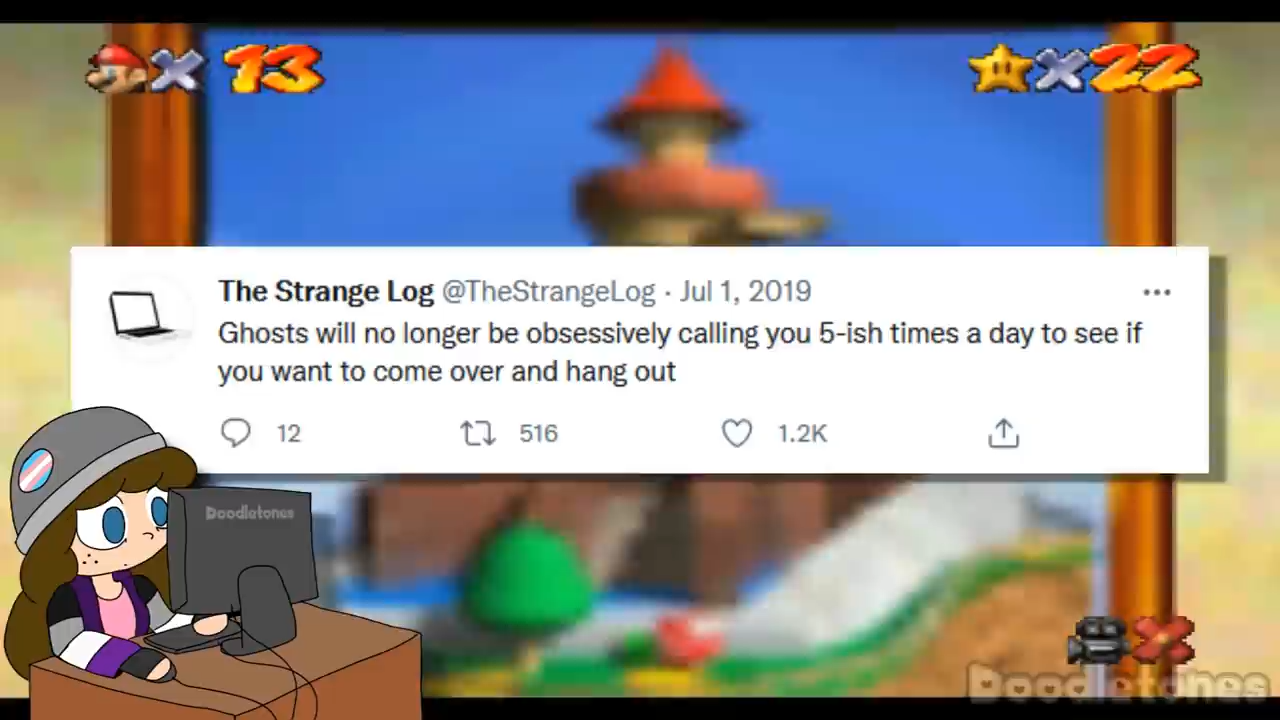 × 13
× 22
The Strange Log @TheStrangeLog · Jul 1, 2019
Ghosts will no longer be obsessively calling you 5-ish times a day to see if
you want to come over and hang out
12 516 1.2K
Doodletones
Doodletones